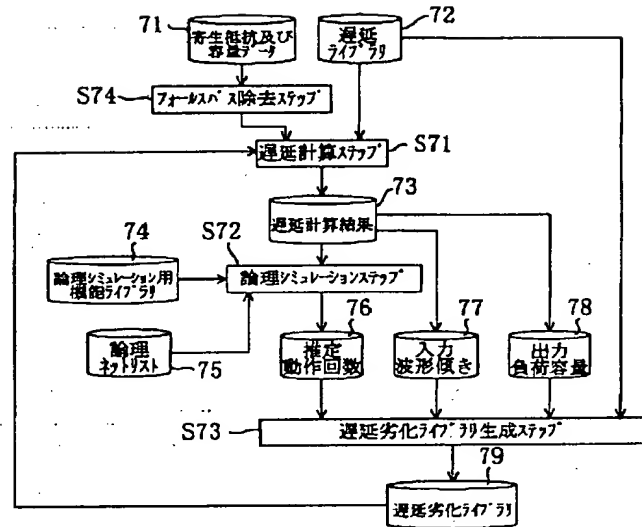 71
72
寄生抵抗及び
容量データ
遅延
ライブラリ
S74
フォールスパス除去ステップ
遅延計算ステップ
S71
73
遅延計算結果
74
S72
論理シミュレーション用
機能ライブラリ
論理シミュレーションステップ
76
77
78
論理
ネットリスト
75
推定
動作回数
入力
波形傾き
出力
負荷容量
S73
遅延劣化ライブラリ生成ステップ
79
遅延劣化ライブラリ